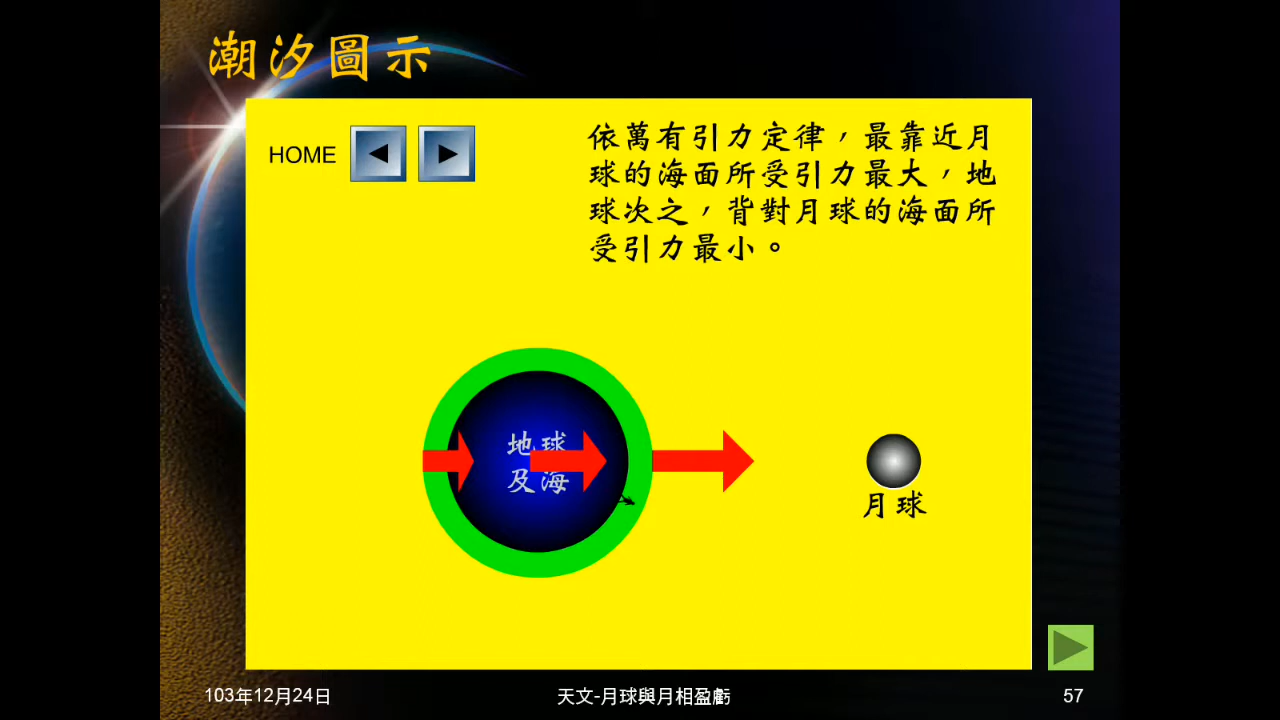 潮汐圖示
HOME
依萬有引力定律，最靠近月
球的海面所受引力最大，地
球次之，背對月球的海面所
受引力最小。
地球
及海
月球
103年12月24日
天文-月球與月相盈虧
57